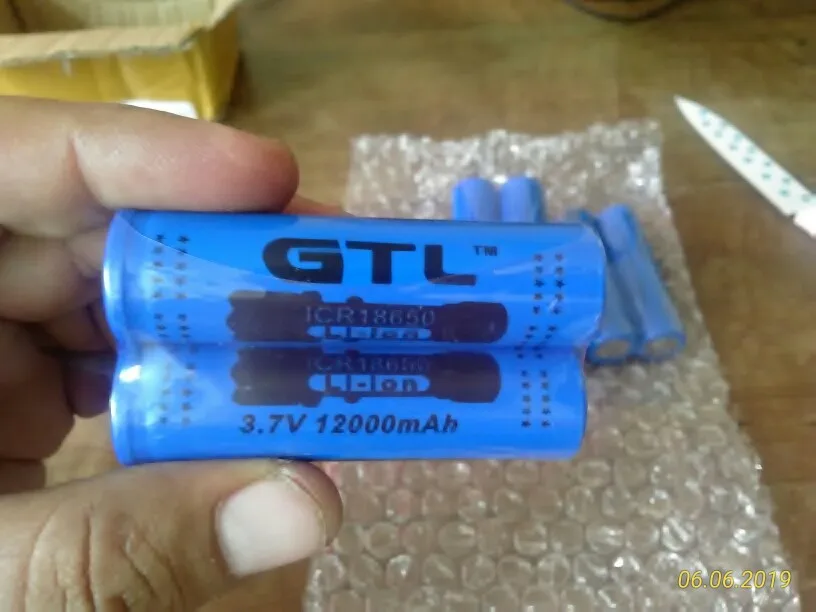 GTL™
ICR18650
Li-Ion
ICR18650
Li-Ion
3.7V 12000mAh
06.06.2019